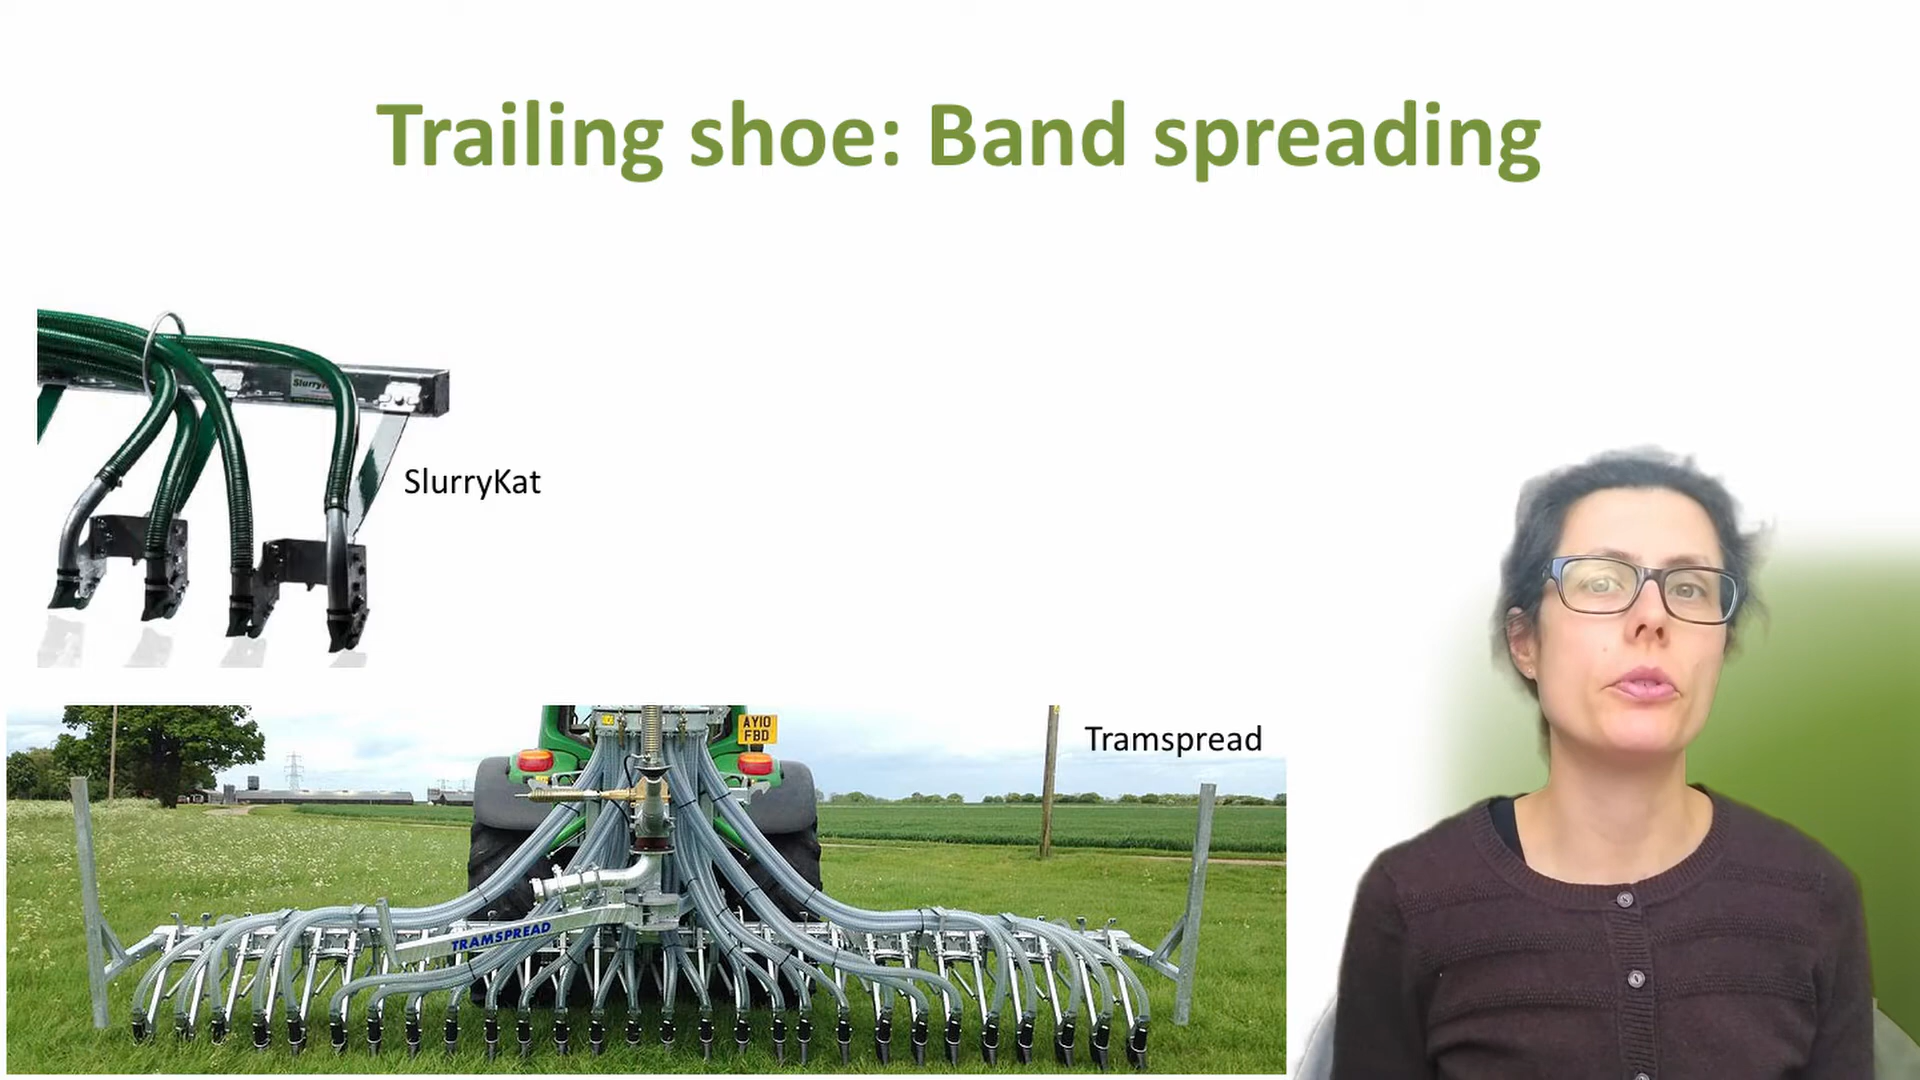 Trailing shoe: Band spreading
SlurryKat
Tramspread
AY10
FBD
TRAMSPREAD